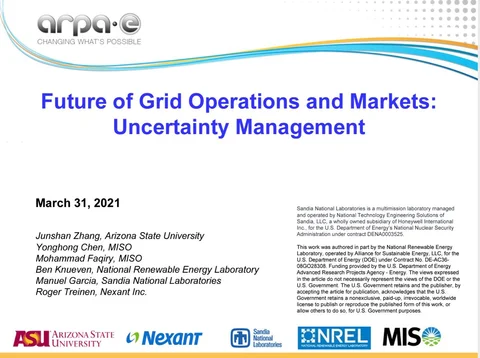 arpa·e
CHANGING WHAT'S POSSIBLE
Future of Grid Operations and Markets:
Uncertainty Management
March 31, 2021
Junshan Zhang, Arizona State University
Yonghong Chen, MISO
Mohammad Faqiry, MISO
Ben Knueven, National Renewable Energy Laboratory
Manuel Garcia, Sandia National Laboratories
Roger Treinen, Nexant Inc.
Sandia National Laboratories is a multimission laboratory managed
and operated by National Technology Engineering Solutions of
Sandia, LLC, a wholly owned subsidiary of Honeywell International
Inc., for the U.S. Department of Energy's National Nuclear Security
Administration under contract DENA0003525.
This work was authored in part by the National Renewable Energy
Laboratory, operated by Alliance for Sustainable Energy, LLC, for the
U.S. Department of Energy (DOE) under Contract No. DE-AC36-
08GO28308. Funding provided by the U.S. Department of Energy
Advanced Research Projects Agency - Energy. The views expressed
in the article do not necessarily represent the views of the DOE or the
U.S. Government. The U.S. Government retains and the publisher, by
accepting the article for publication, acknowledges that the U.S.
Government retains a nonexclusive, paid-up, irrevocable, worldwide
license to publish or reproduce the published form of this work, or
allow others to do so, for U.S. Government purposes.
ASU ARIZONA STATE
UNIVERSITY
Nexant
Sandia
National
Laboratories
NREL
NATIONAL RENEWABLE ENERGY LABORATORY
MISO